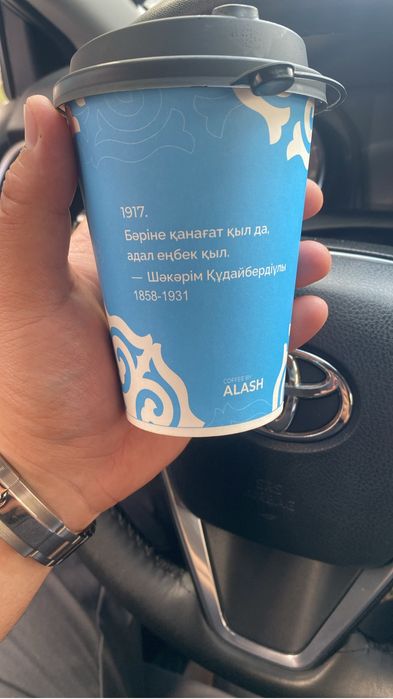 1917.
Бәріне қанағат қыл да,
адал еңбек қыл.
— Шәкәрім Құдайбердіұлы
1858-1931
COFFEE BY
ALASH